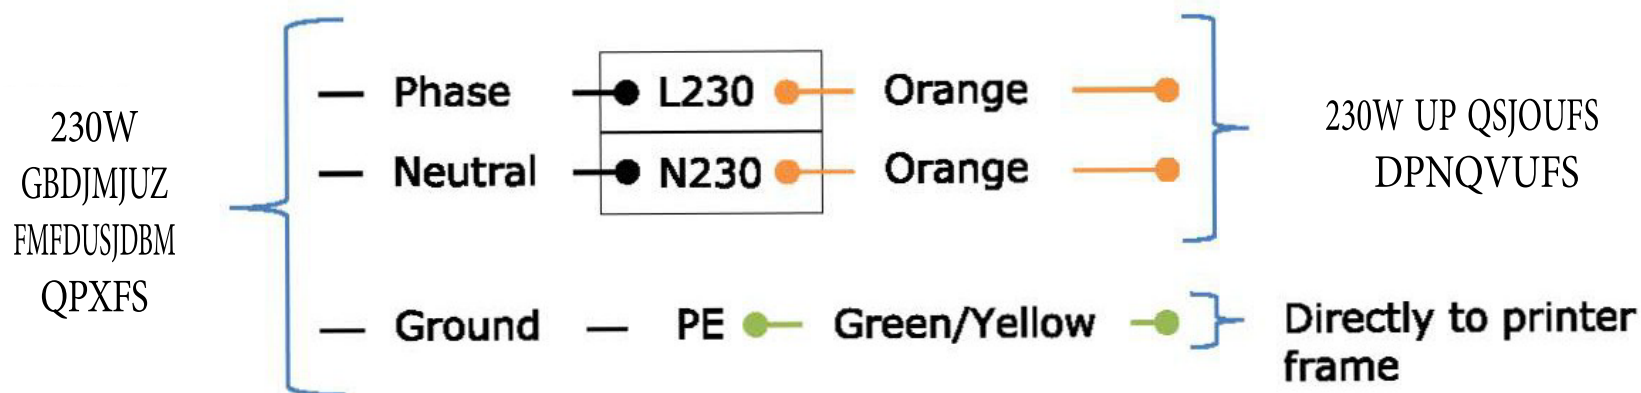 230W
GBDJMJUZ
FMFDUSJDBM
QPXFS
Phase L230 Orange
Neutral N230 Orange
230W UP QSJOUFS
DPNQVUFS
Ground PE Green/Yellow
Directly to printer
frame